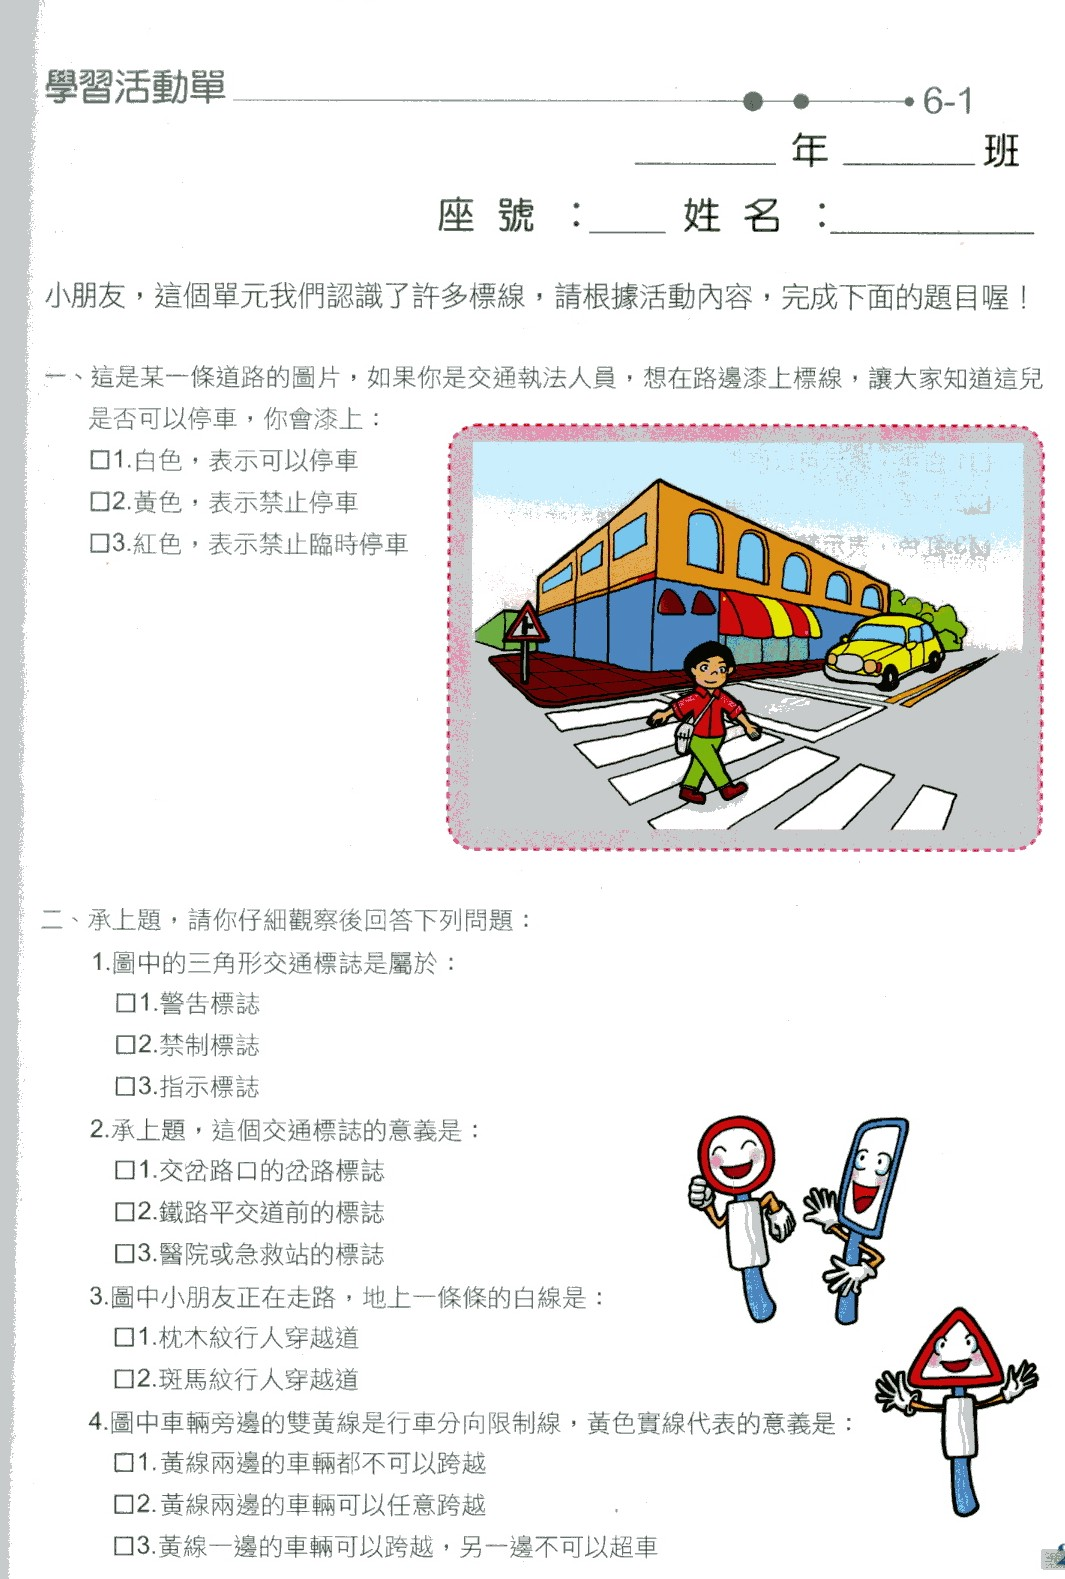 學習活動單 6-1
年 班
座號： 姓名：
小朋友，這個單元我們認識了許多標線，請根據活動內容，完成下面的題目喔！
一、這是某一條道路的圖片，如果你是交通執法人員，想在路邊漆上標線，讓大家知道這兒
是否可以停車，你會漆上：
□1.白色，表示可以停車
□2.黃色，表示禁止停車
□3.紅色，表示禁止臨時停車
二、承上題，請你仔細觀察後回答下列問題：
1.圖中的三角形交通標誌是屬於：
□1.警告標誌
□2.禁制標誌
□3.指示標誌
2.承上題，這個交通標誌的意義是：
□1.交岔路口的岔路標誌
□2.鐵路平交道前的標誌
□3.醫院或急救站的標誌
3.圖中小朋友正在走路，地上一條條的白線是：
□1.枕木紋行人穿越道
□2.斑馬紋行人穿越道
4.圖中車輛旁邊的雙黃線是行車分向限制線，黃色實線代表的意義是：
□1.黃線兩邊的車輛都不可以跨越
□2.黃線兩邊的車輛可以任意跨越
□3.黃線一邊的車輛可以跨越，另一邊不可以超車